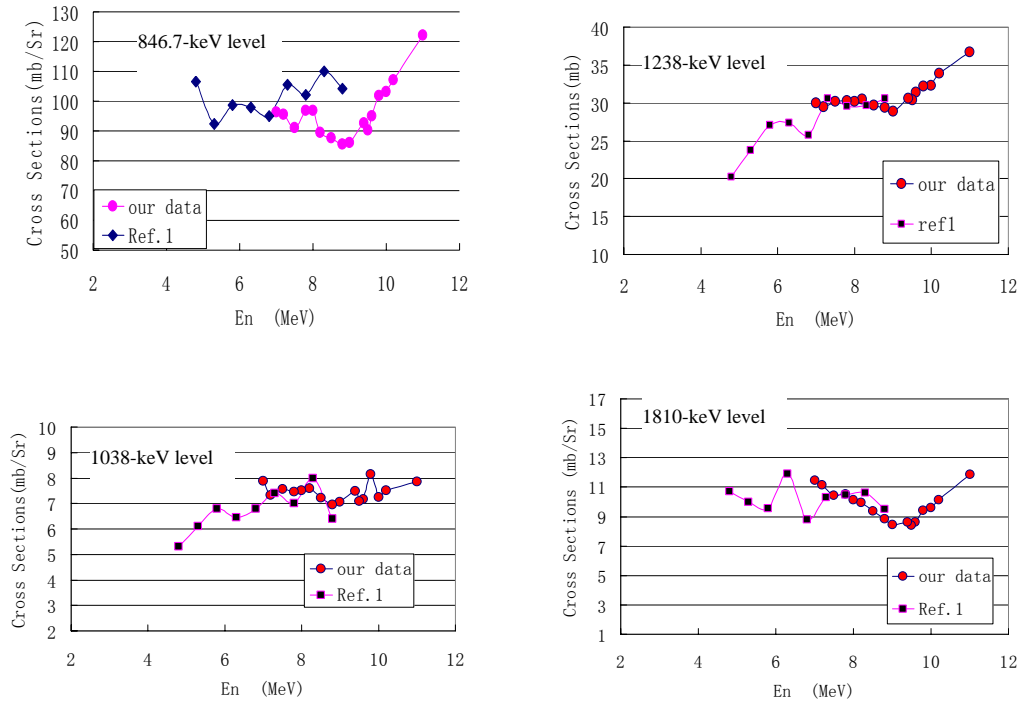 130
120
110
100
90
80
70
60
50
Cross Sections(mb/Sr)
846.7-keV level
our data
Ref.1
2 4 6 8 10 12
En (MeV)
40
35
30
25
20
15
10
Cross Sections(mb)
1238-keV level
our data
ref1
2 4 6 8 10 12
En (MeV)
10
9
8
7
6
5
4
3
2
Cross Sections(mb/Sr)
1038-keV level
our data
Ref.1
2 4 6 8 10 12
En (MeV)
17
15
13
11
9
7
5
3
1
Cross Sections (mb/Sr)
1810-keV level
our data
Ref.1
2 4 6 8 10 12
En (MeV)